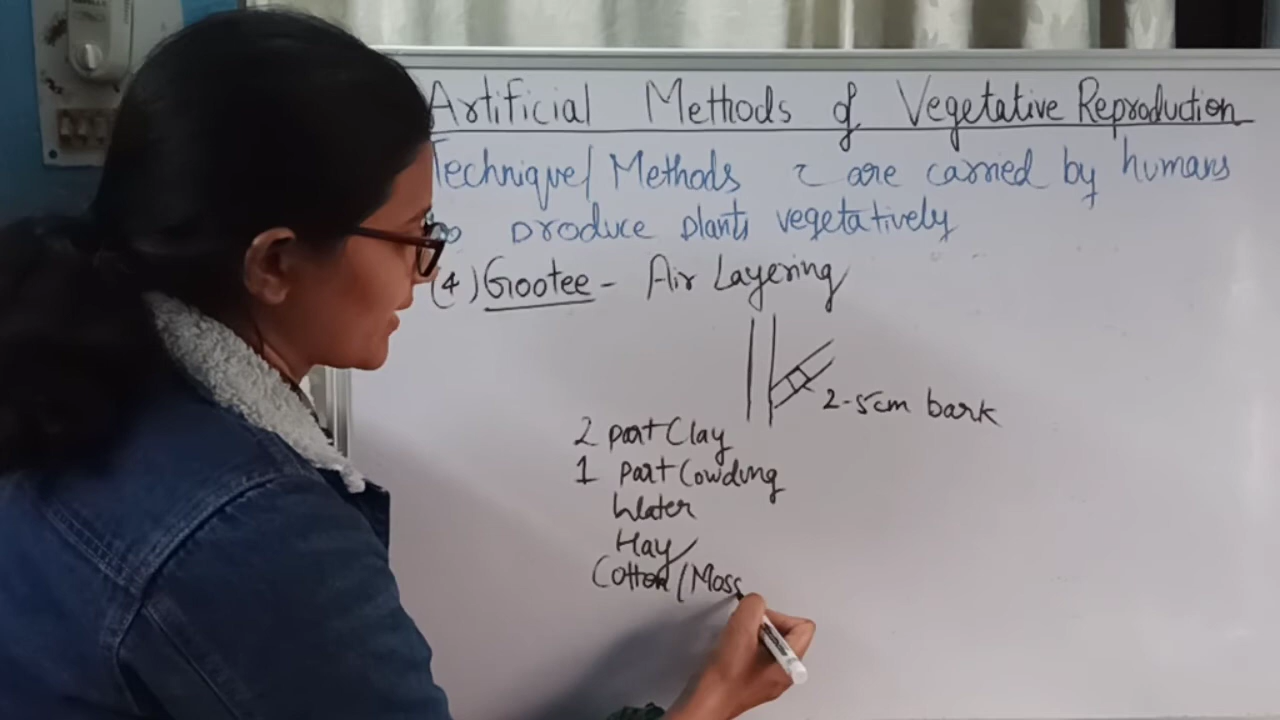 Artificial Methods of Vegetative Reproduction
Technique/Methods are carried by humans
to produce plants vegetatively
(4) Gootee - Air Layering
2-5cm bark
2 part Clay
1 part Cowdung
Water
Hay
Cotton/Moss